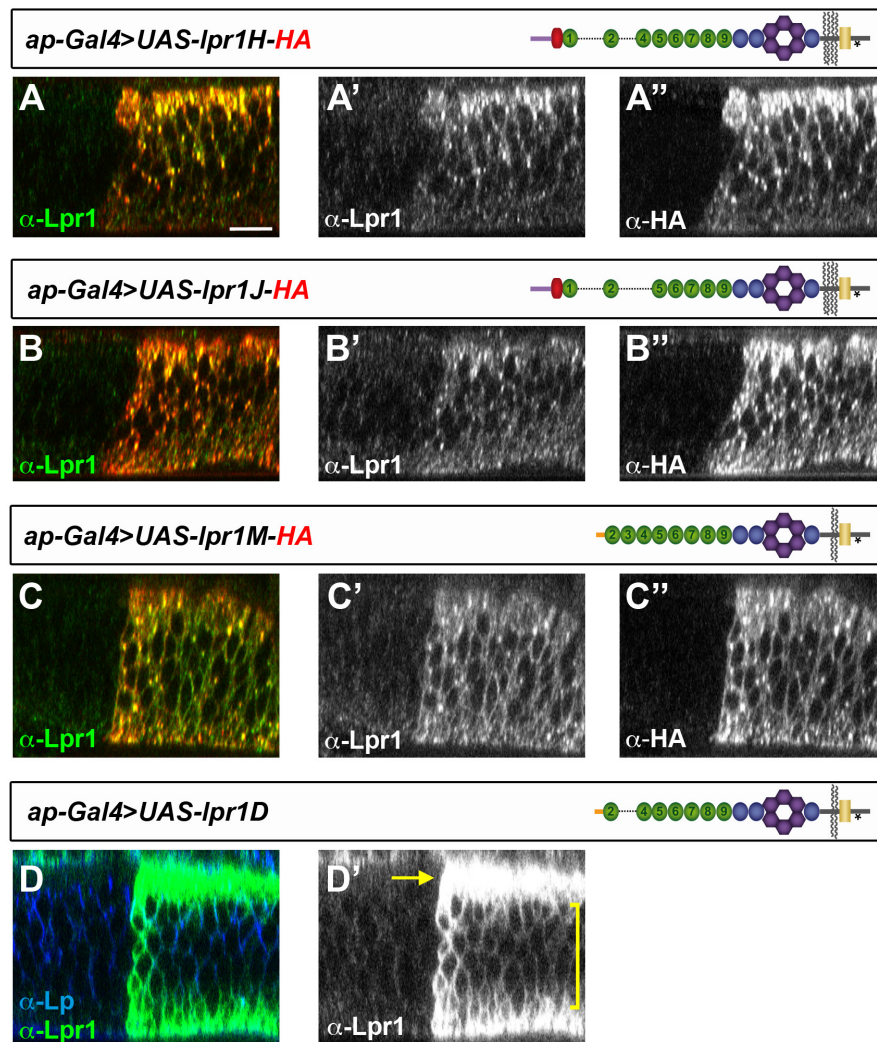 ap-Gal4>UAS-lpr1H-HA 1 2 4 5 6 7 8 9 *
A A' A''
α-Lpr1 α-Lpr1 α-HA
ap-Gal4>UAS-lpr1J-HA 1 2 5 6 7 8 9 *
B B' B''
α-Lpr1 α-Lpr1 α-HA
ap-Gal4>UAS-lpr1M-HA 2 3 4 5 6 7 8 9 *
C C' C''
α-Lpr1 α-Lpr1 α-HA
ap-Gal4>UAS-lpr1D 2 4 5 6 7 8 9 *
D D'
α-Lp
α-Lpr1 α-Lpr1